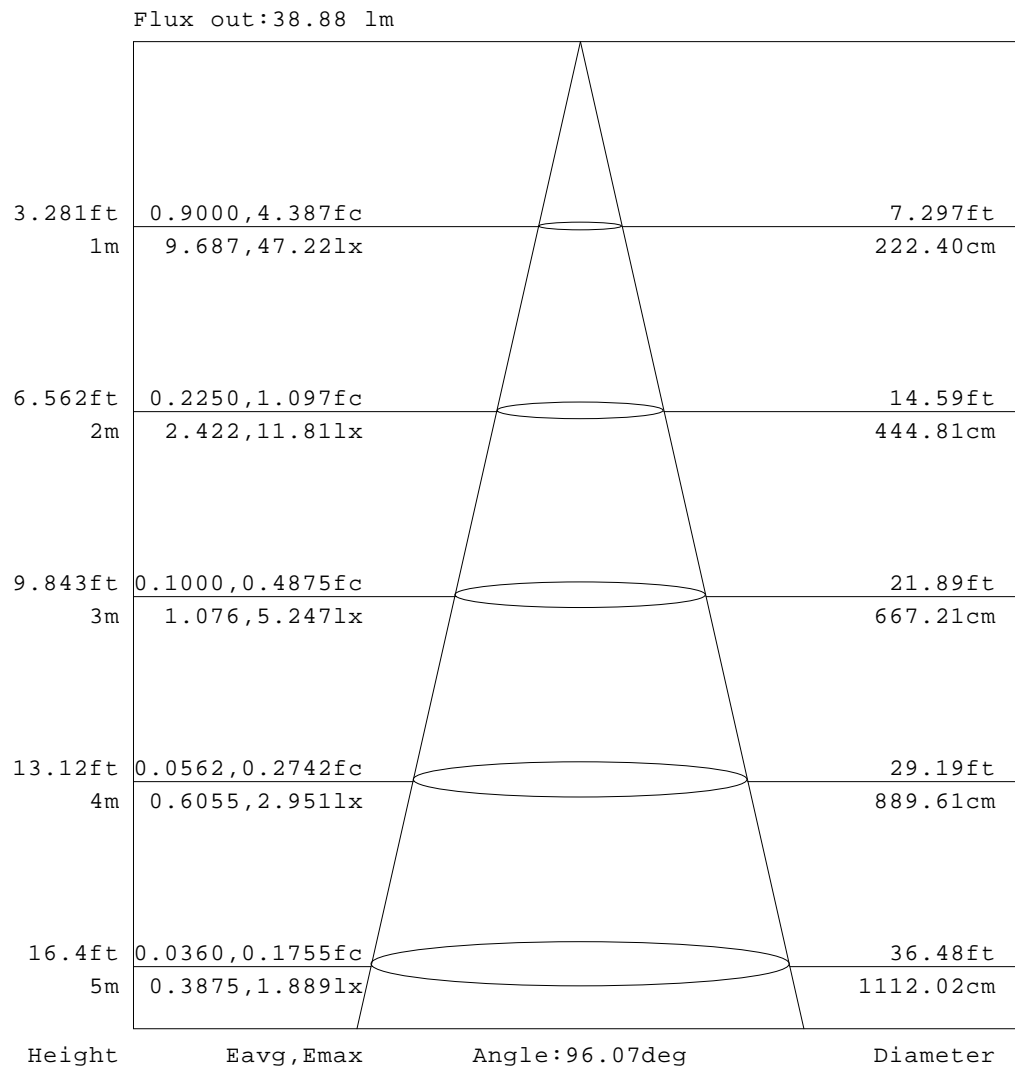 Flux out:38.88 lm
3.281ft 0.9000,4.387fc 7.297ft
1m 9.687,47.22lx 222.40cm
6.562ft 0.2250,1.097fc 14.59ft
2m 2.422,11.81lx 444.81cm
9.843ft 0.1000,0.4875fc 21.89ft
3m 1.076,5.247lx 667.21cm
13.12ft 0.0562,0.2742fc 29.19ft
4m 0.6055,2.951lx 889.61cm
16.4ft 0.0360,0.1755fc 36.48ft
5m 0.3875,1.889lx 1112.02cm
Height Eavg,Emax Angle:96.07deg Diameter